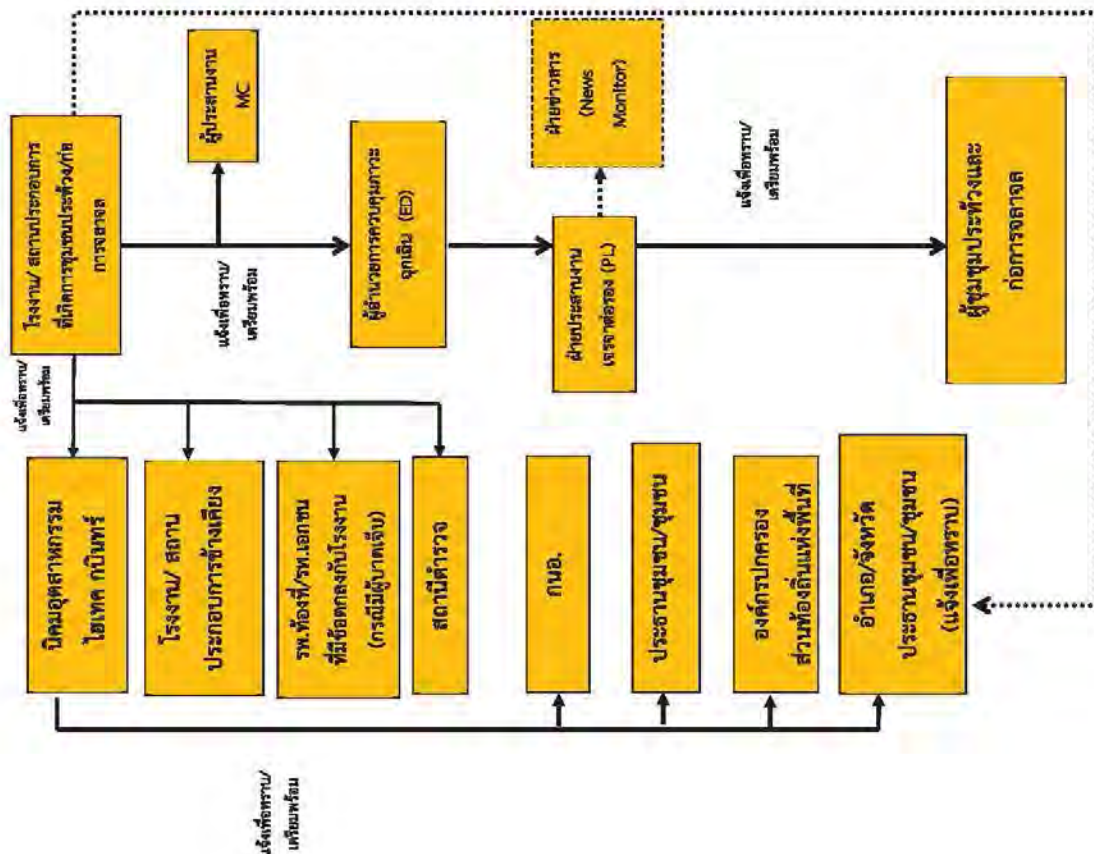 โรงงาน/ สถานประกอบการ
ที่เกิดการชุมชนประท้วง/ก่อ
การจลาจล
ผู้ประสานงาน
MC
แจ้งเพื่อทราบ/
เตรียมพร้อม
แจ้งเพื่อทราบ/
เตรียมพร้อม
ผู้อำนวยการควบคุมภาวะ
ฉุกเฉิน (ED)
ฝ่ายประสานงาน
เจรจาต่อรอง (PL)
ฝ่ายข่าวสาร
(News
Monitor)
แจ้งเพื่อทราบ/
เตรียมพร้อม
ผู้ชุมชุมประท้วงและ
ก่อการจลาจล
นิคมอุตสาหกรรม
ไฮเทค กบินทร์
โรงงาน/ สถาน
ประกอบการข้างเคียง
รพ.ท้องที่/รพ.เอกชน
ที่มีข้อตกลงกับโรงงาน
(กรณีมีผู้บาดเจ็บ)
สถานีตำรวจ
กนอ.
ประธานชุมชน/ชุมชน
องค์กรปกครอง
ส่วนท้องถิ่นแห่งพื้นที่
อำเภอ/จังหวัด
ประธานชุมชน/ชุมชน
(แจ้งเพื่อทราบ)
แจ้งเพื่อทราบ/
เตรียมพร้อม